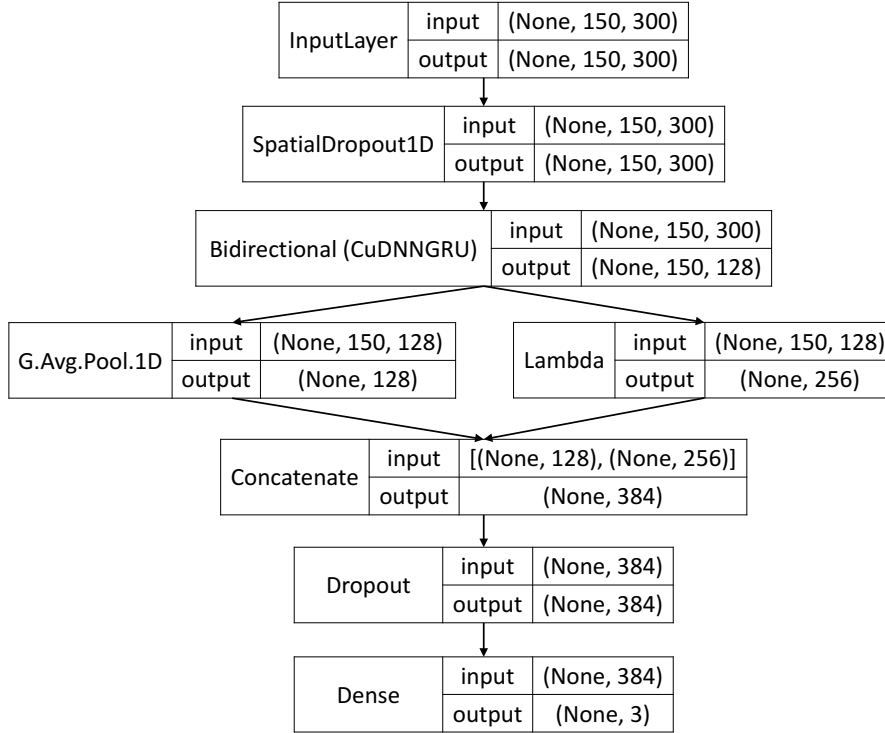 InputLayer
input (None, 150, 300)
output (None, 150, 300)
SpatialDropout1D
input (None, 150, 300)
output (None, 150, 300)
Bidirectional (CuDNNGRU)
input (None, 150, 300)
output (None, 150, 128)
G.Avg.Pool.1D
input (None, 150, 128)
output (None, 128)
Lambda
input (None, 150, 128)
output (None, 256)
Concatenate
input [(None, 128), (None, 256)]
output (None, 384)
Dropout
input (None, 384)
output (None, 384)
Dense
input (None, 384)
output (None, 3)